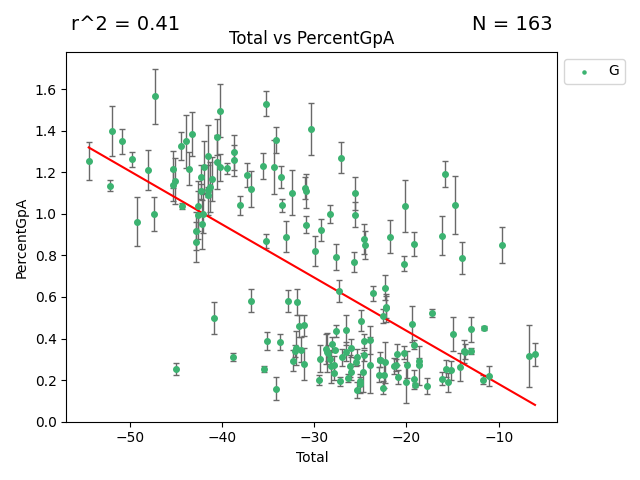 r^2 = 0.41
N = 163
Total vs PercentGpA
G
PercentGpA
1.6
1.4
1.2
1.0
0.8
0.6
0.4
0.2
0.0
−50
−40
−30
−20
−10
Total